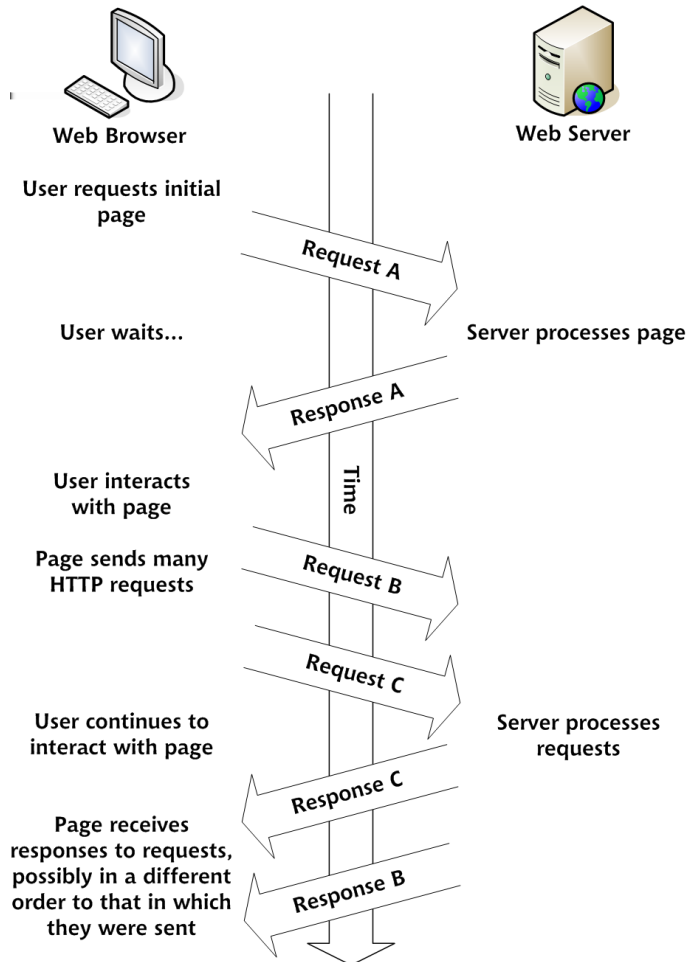 Web Browser
Web Server
User requests initial
page
Request A
User waits...
Server processes page
Response A
Time
User interacts
with page
Page sends many
HTTP requests
Request B
Request C
User continues to
interact with page
Server processes
requests
Response C
Page receives
responses to requests,
possibly in a different
order to that in which
they were sent
Response B